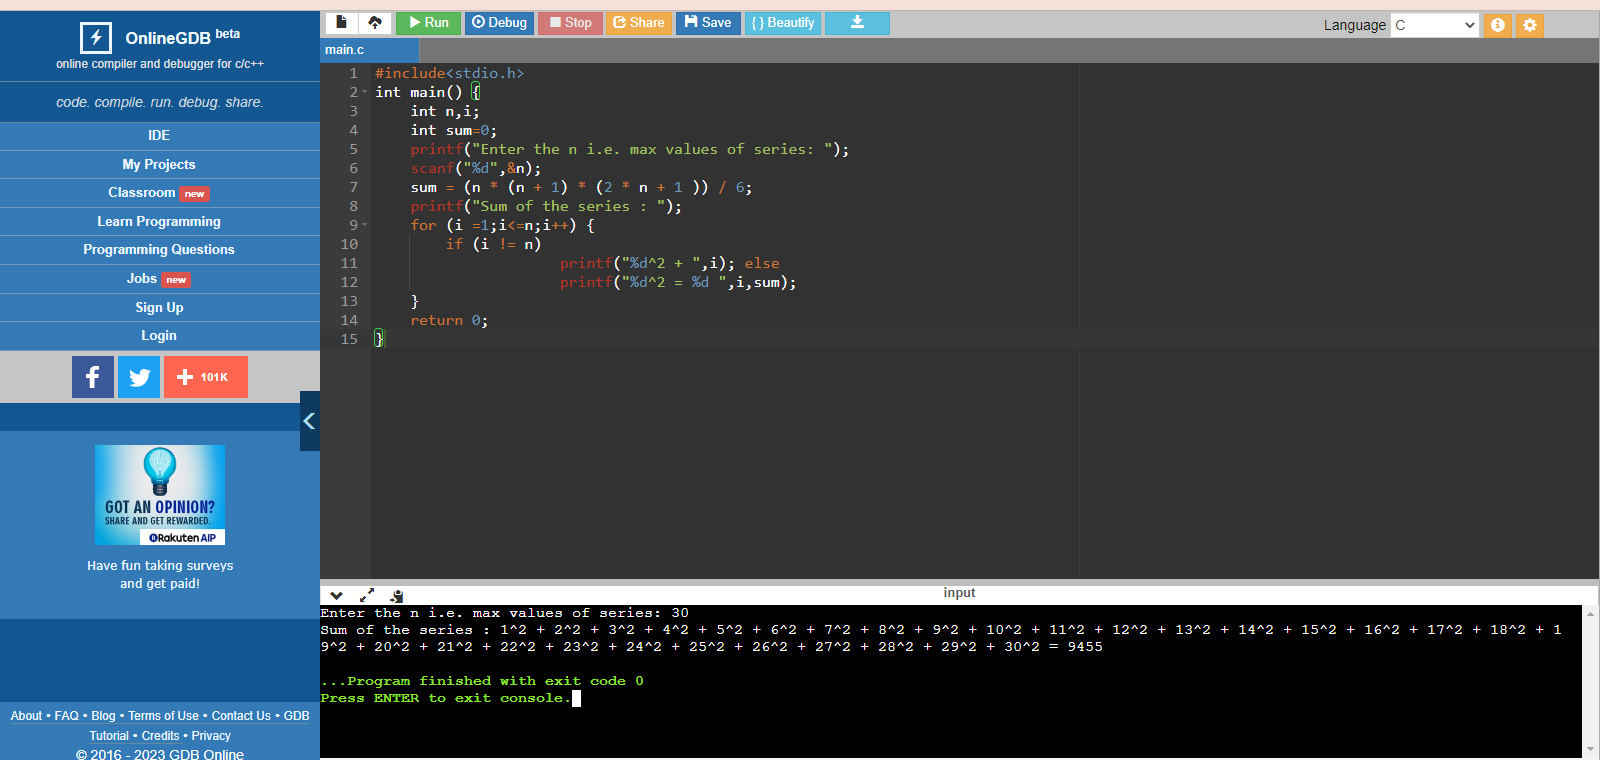 OnlineGDB beta
online compiler and debugger for c/c++
code. compile. run. debug. share.
IDE
My Projects
Classroom new
Learn Programming
Programming Questions
Jobs new
Sign Up
Login
f
+ 101K
GOT AN OPINION?
SHARE AND GET REWARDED.
Rakuten AIP
Have fun taking surveys
and get paid!
About • FAQ • Blog • Terms of Use • Contact Us • GDB
Tutorial • Credits • Privacy
© 2016 - 2023 GDB Online
Run Debug Stop Share Save { } Beautify
Language C
main.c
1 #include<stdio.h>
2 int main() {
3 int n,i;
4 int sum=0;
5 printf("Enter the n i.e. max values of series: ");
6 scanf("%d",&n);
7 sum = (n * (n + 1) * (2 * n + 1 )) / 6;
8 printf("Sum of the series : ");
9 for (i =1;i<=n;i++) {
10 if (i != n)
11 printf("%d^2 + ",i); else
12 printf("%d^2 = %d ",i,sum);
13 }
14 return 0;
15 }
input
Enter the n i.e. max values of series: 30
Sum of the series : 1^2 + 2^2 + 3^2 + 4^2 + 5^2 + 6^2 + 7^2 + 8^2 + 9^2 + 10^2 + 11^2 + 12^2 + 13^2 + 14^2 + 15^2 + 16^2 + 17^2 + 18^2 + 1
9^2 + 20^2 + 21^2 + 22^2 + 23^2 + 24^2 + 25^2 + 26^2 + 27^2 + 28^2 + 29^2 + 30^2 = 9455
...Program finished with exit code 0
Press ENTER to exit console.